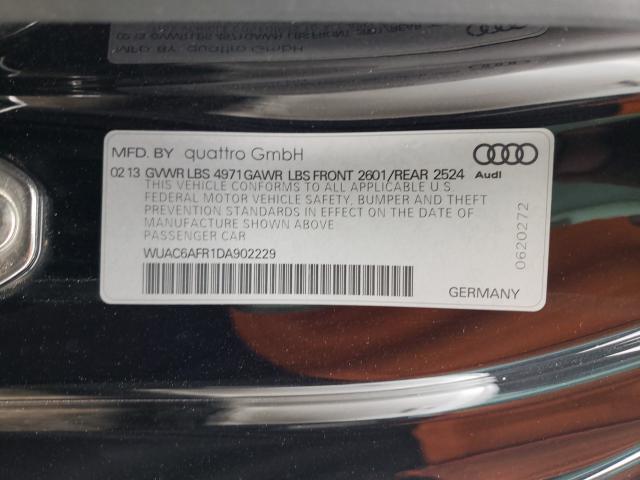 MFD. BY quattro GmbH
02 13 GVWR LBS 4971 GAWR LBS FRONT 2601/REAR 2524
THIS VEHICLE CONFORMS TO ALL APPLICABLE U.S.
FEDERAL MOTOR VEHICLE SAFETY, BUMPER AND THEFT
PREVENTION STANDARDS IN EFFECT ON THE DATE OF
MANUFACTURE SHOWN ABOVE
PASSENGER CAR
WUAC6AFR1DA902229
Audi
0620272
GERMANY